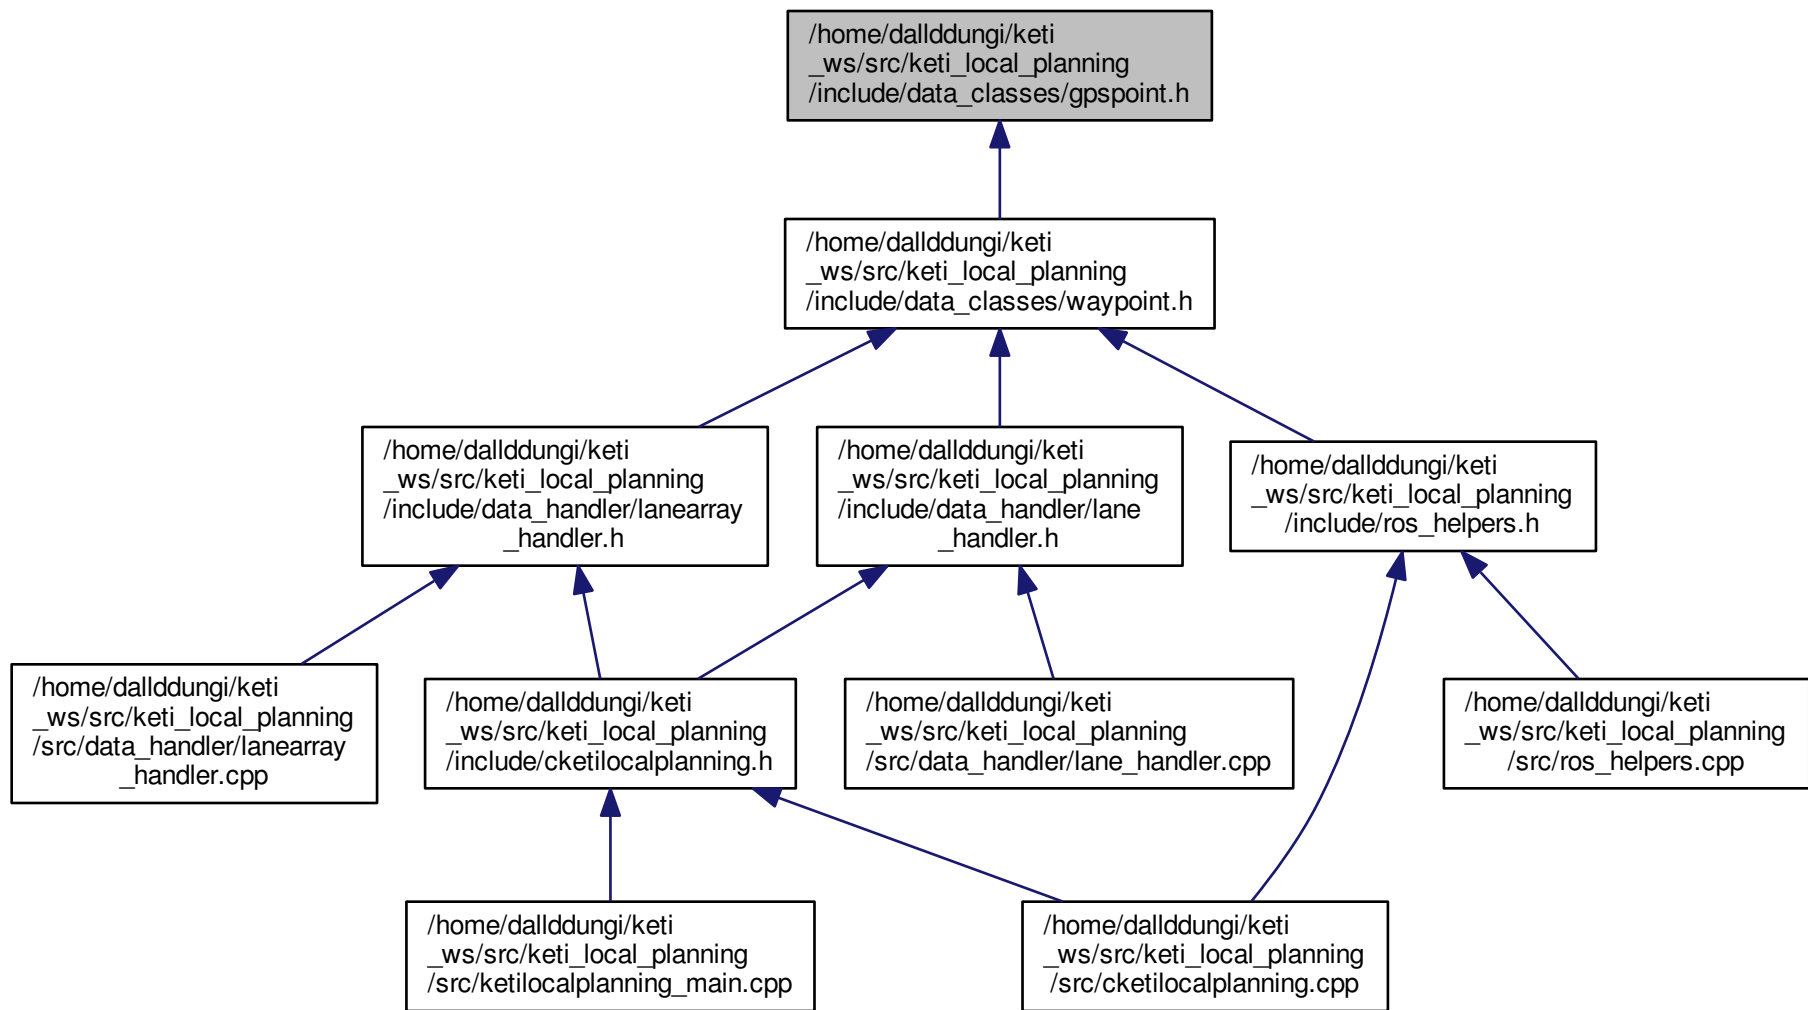 /home/dallddungi/keti
_ws/src/keti_local_planning
/include/data_classes/gpspoint.h
/home/dallddungi/keti
_ws/src/keti_local_planning
/include/data_classes/waypoint.h
/home/dallddungi/keti
_ws/src/keti_local_planning
/include/data_handler/lanearray
_handler.h
/home/dallddungi/keti
_ws/src/keti_local_planning
/include/data_handler/lane
_handler.h
/home/dallddungi/keti
_ws/src/keti_local_planning
/include/ros_helpers.h
/home/dallddungi/keti
_ws/src/keti_local_planning
/src/data_handler/lanearray
_handler.cpp
/home/dallddungi/keti
_ws/src/keti_local_planning
/include/cketilocalplanning.h
/home/dallddungi/keti
_ws/src/keti_local_planning
/src/data_handler/lane_handler.cpp
/home/dallddungi/keti
_ws/src/keti_local_planning
/src/ros_helpers.cpp
/home/dallddungi/keti
_ws/src/keti_local_planning
/src/ketilocalplanning_main.cpp
/home/dallddungi/keti
_ws/src/keti_local_planning
/src/cketilocalplanning.cpp